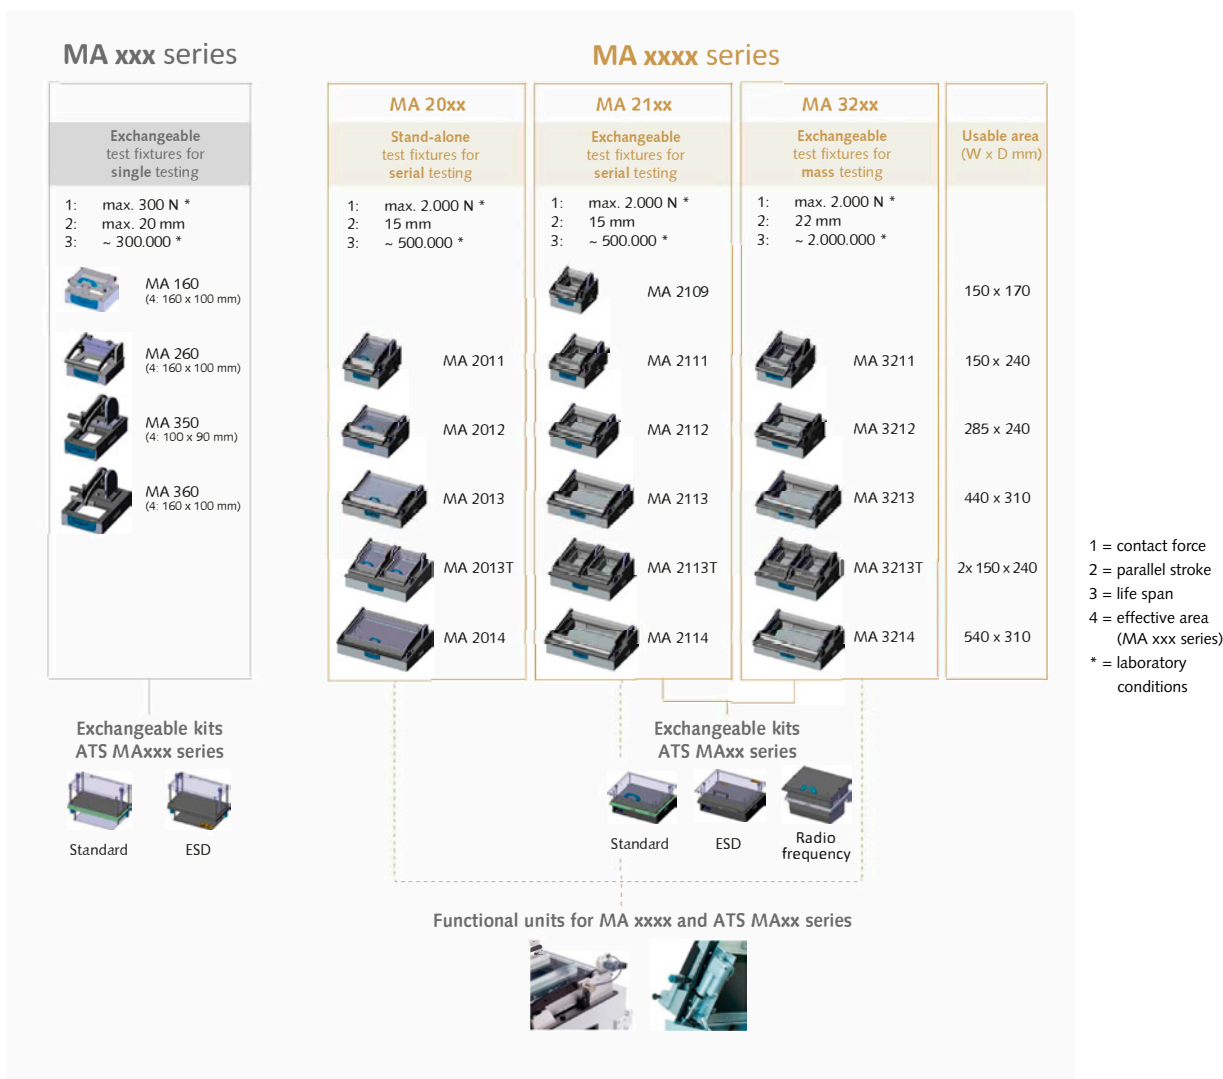 MA xxx series
MA xxxx series
Exchangeable
test fixtures for
single testing
1: max. 300 N *
2: max. 20 mm
3: ~ 300.000 *
MA 160
(4: 160 x 100 mm)
MA 260
(4: 160 x 100 mm)
MA 350
(4: 100 x 90 mm)
MA 360
(4: 160 x 100 mm)
MA 20xx
Stand-alone
test fixtures for
serial testing
1: max. 2.000 N *
2: 15 mm
3: ~ 500.000 *
MA 2011
MA 2012
MA 2013
MA 2013T
MA 2014
MA 21xx
Exchangeable
test fixtures for
serial testing
1: max. 2.000 N *
2: 15 mm
3: ~ 500.000 *
MA 2109
MA 2111
MA 2112
MA 2113
MA 2113T
MA 2114
MA 32xx
Exchangeable
test fixtures for
mass testing
1: max. 2.000 N *
2: 22 mm
3: ~ 2.000.000 *
MA 3211
MA 3212
MA 3213
MA 3213T
MA 3214
Usable area
(W x D mm)
150 x 170
150 x 240
285 x 240
440 x 310
2x 150 x 240
540 x 310
1 = contact force
2 = parallel stroke
3 = life span
4 = effective area
(MA xxx series)
* = laboratory
conditions
Exchangeable kits
ATS MAxxx series
Standard
ESD
Exchangeable kits
ATS MAxx series
Standard
ESD
Radio
frequency
Functional units for MA xxxx and ATS MAxx series